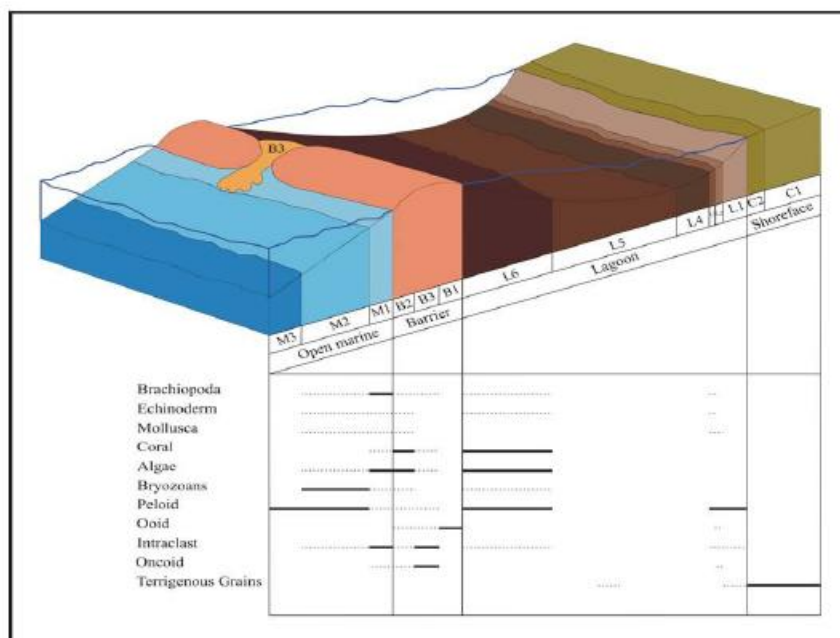 B3
M3 M2 M1 B2 B3 B1 L6 L5 L4 L1 C2 C1
Open marine Barrier Lagoon Shoreface
Brachiopoda
Echinoderm
Mollusca
Coral
Algae
Bryozoans
Peloid
Ooid
Intraclast
Oncoid
Terrigenous Grains